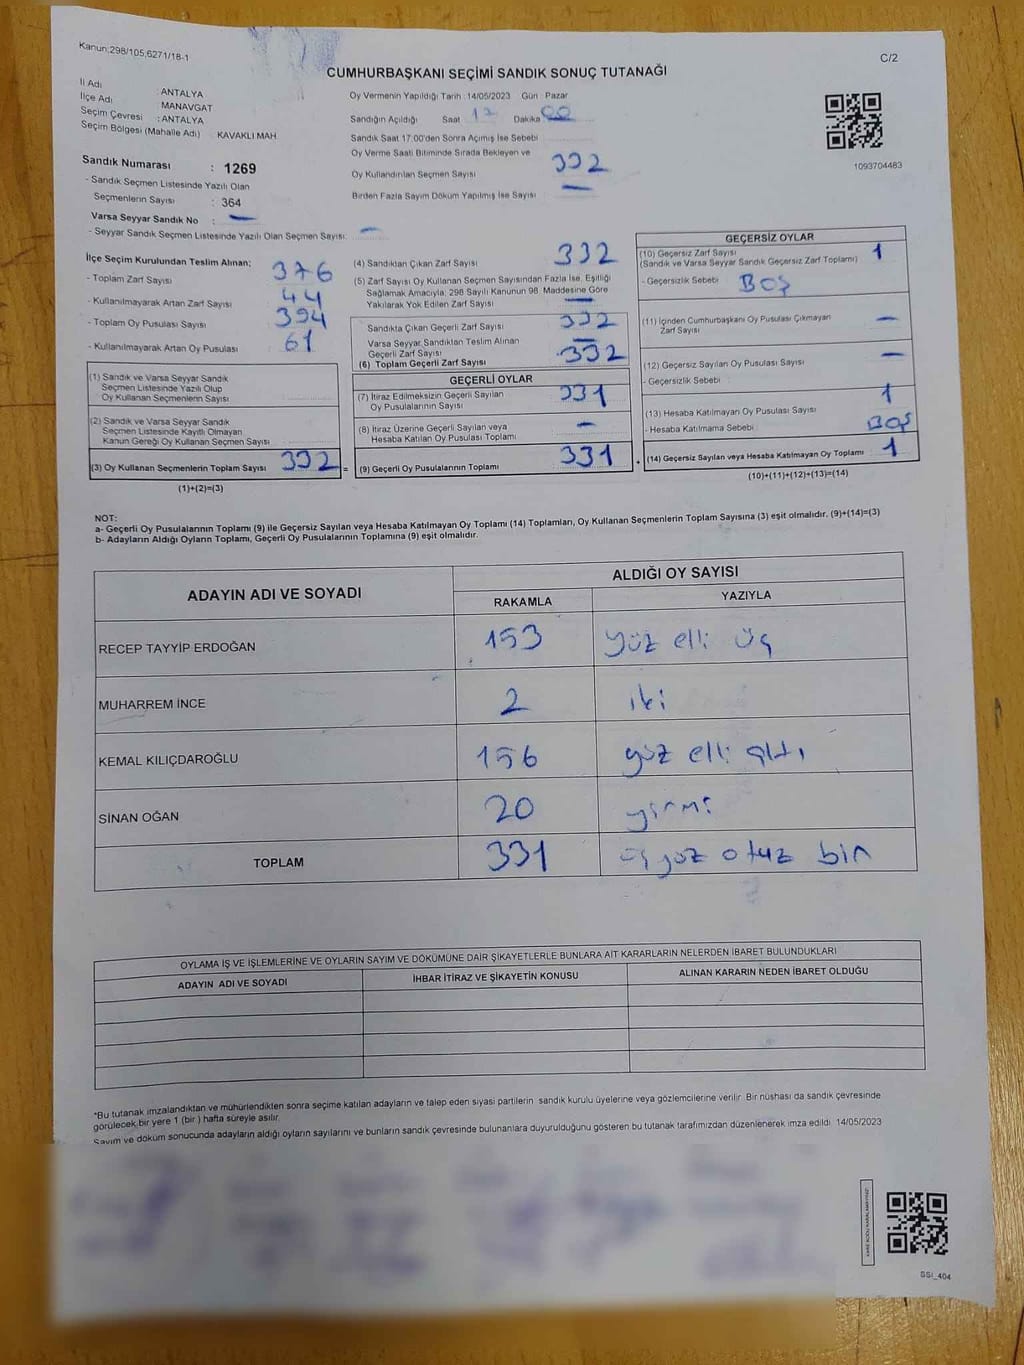 Kanun:298/105,6271/18-1
C/2
CUMHURBAŞKANI SEÇİMİ SANDIK SONUÇ TUTANAĞI
İl Adı : ANTALYA
İlçe Adı : MANAVGAT
Seçim Çevresi : ANTALYA
Seçim Bölgesi (Mahalle Adı) KAVAKLI MAH
Sandık Numarası : 1269
- Sandık Seçmen Listesinde Yazılı Olan
Seçmenlerin Sayısı : 364
Varsa Seyyar Sandık No : -
- Seyyar Sandık Seçmen Listesinde Yazılı Olan Seçmen Sayısı: -
Oy Vermenin Yapıldığı Tarih : 14/05/2023 Gün : Pazar
Sandığın Açıldığı Saat Dakika 00
Sandık Saat 17:00'den Sonra Açımış İse Sebebi
Oy Verme Saati Bitiminde Sırada Bekleyen ve
Oy Kullandırılan Seçmen Sayısı 332
Birden Fazla Sayım Döküm Yapılmış İse Sayısı -
1093704483
İlçe Seçim Kurulundan Teslim Alınan:
- Toplam Zarf Sayısı 376
- Kullanılmayarak Artan Zarf Sayısı 44
- Toplam Oy Pusulası Sayısı 394
- Kullanılmayarak Artan Oy Pusulası 61
(1) Sandık ve Varsa Seyyar Sandık
Seçmen Listesinde Yazılı Olup
Oy Kullanan Seçmenlerin Sayısı
(2) Sandık ve Varsa Seyyar Sandık
Seçmen Listesinde Kayıtlı Olmayan
Kanun Gereği Oy Kullanan Seçmen Sayısı
(3) Oy Kullanan Seçmenlerin Toplam Sayısı 332 =
(1)+(2)=(3)
(4) Sandıktan Çıkan Zarf Sayısı 332
(5) Zarf Sayısı Oy Kullanan Seçmen Sayısından Fazla İse, Eşitliği
Sağlamak Amacıyla; 298 Sayılı Kanunun 98. Maddesine Göre
Yakılarak Yok Edilen Zarf Sayısı -
Sandıkta Çıkan Geçerli Zarf Sayısı 332
Varsa Seyyar Sandıktan Teslim Alınan
Geçerli Zarf Sayısı -
(6) Toplam Geçerli Zarf Sayısı 332
GEÇERLİ OYLAR
(7) İtiraz Edilmeksizin Geçerli Sayılan
Oy Pusulalarının Sayısı 331
(8) İtiraz Üzerine Geçerli Sayılan veya
Hesaba Katılan Oy Pusulası Toplamı -
(9) Geçerli Oy Pusulalarının Toplamı 331
GEÇERSİZ OYLAR
(10) Geçersiz Zarf Sayısı 1
(Sandık ve Varsa Seyyar Sandık Geçersiz Zarf Toplamı)
- Geçersizlik Sebebi BOŞ
(11) İçinden Cumhurbaşkanı Oy Pusulası Çıkmayan
Zarf Sayısı -
(12) Geçersiz Sayılan Oy Pusulası Sayısı -
- Geçersizlik Sebebi
(13) Hesaba Katılmayan Oy Pusulası Sayısı 1
- Hesaba Katılmama Sebebi BOŞ
(14) Geçersiz Sayılan veya Hesaba Katılmayan Oy Toplamı 1
(10)+(11)+(12)+(13)=(14)
NOT:
a- Geçerli Oy Pusulalarının Toplamı (9) ile Geçersiz Sayılan veya Hesaba Katılmayan Oy Toplamı (14) Toplamları, Oy Kullanan Seçmenlerin Toplam Sayısına (3) eşit olmalıdır. (9)+(14)=(3)
b- Adayların Aldığı Oyların Toplamı, Geçerli Oy Pusulalarının Toplamına (9) eşit olmalıdır.
ADAYIN ADI VE SOYADI
ALDIĞI OY SAYISI
RAKAMLA YAZIYLA
RECEP TAYYİP ERDOĞAN 153 yüz elli üç
MUHARREM İNCE 2 iki
KEMAL KILIÇDAROĞLU 156 yüz elli altı
SİNAN OĞAN 20 yirmi
TOPLAM 331 üçyüz otuz bir
OYLAMA İŞ VE İŞLEMLERİNE VE OYLARIN SAYIM VE DÖKÜMÜNE DAİR ŞİKAYETLERLE BUNLARA AİT KARARLARIN NELERDEN İBARET BULUNDUKLARI
ADAYIN ADI VE SOYADI İHBAR İTİRAZ VE ŞİKAYETİN KONUSU ALINAN KARARIN NEDEN İBARET OLDUĞU
*Bu tutanak imzalandıktan ve mühürlendikten sonra seçime katılan adayların ve talep eden siyasi partilerin sandık kurulu üyelerine veya gözlemcilerine verilir. Bir nüshası da sandık çevresinde
görülecek bir yere 1 (bir) hafta süreyle asılır.
Sayım ve döküm sonucunda adayların aldığı oyların sayılarını ve bunların sandık çevresinde bulunanlara duyurulduğunu gösteren bu tutanak tarafımızdan düzenlenerek imza edildi. 14/05/2023
SSI_404